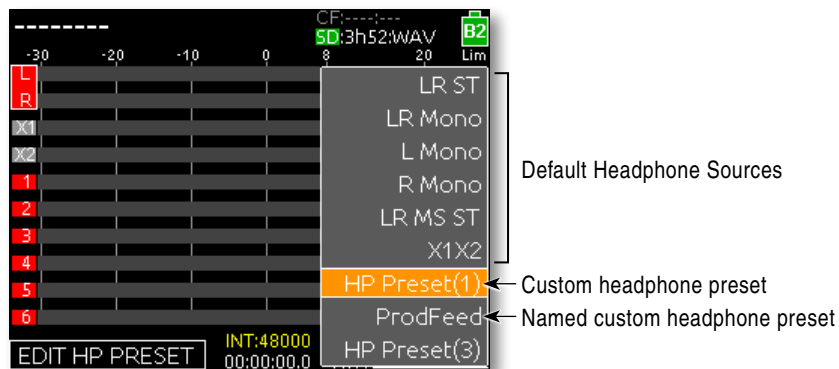 --------
CF:----:---
SD:3h52:WAV
B2
-30 -20 -10 0 8 20 Lim
L
R
X1
X2
1
2
3
4
5
6
LR ST
LR Mono
L Mono
R Mono
LR MS ST
X1X2
HP Preset(1)
ProdFeed
HP Preset(3)
Default Headphone Sources
Custom headphone preset
Named custom headphone preset
EDIT HP PRESET
INT:48000
00:00:00.0